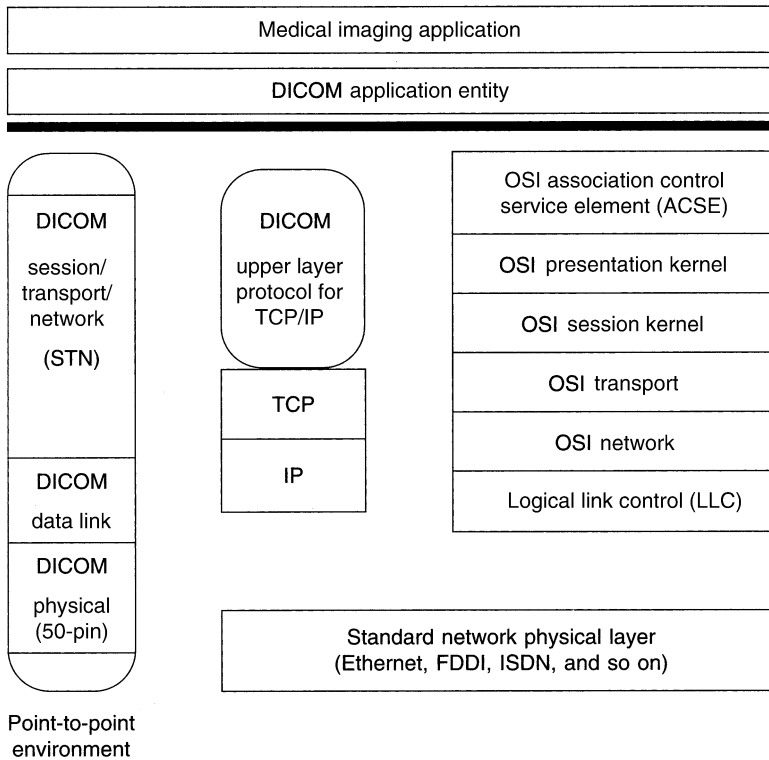 Medical imaging application
DICOM application entity
DICOM
session/
transport/
network
(STN)
DICOM
data link
DICOM
physical
(50-pin)
Point-to-point
environment
DICOM
upper layer
protocol for
TCP/IP
TCP
IP
OSI association control
service element (ACSE)
OSI presentation kernel
OSI session kernel
OSI transport
OSI network
Logical link control (LLC)
Standard network physical layer
(Ethernet, FDDI, ISDN, and so on)